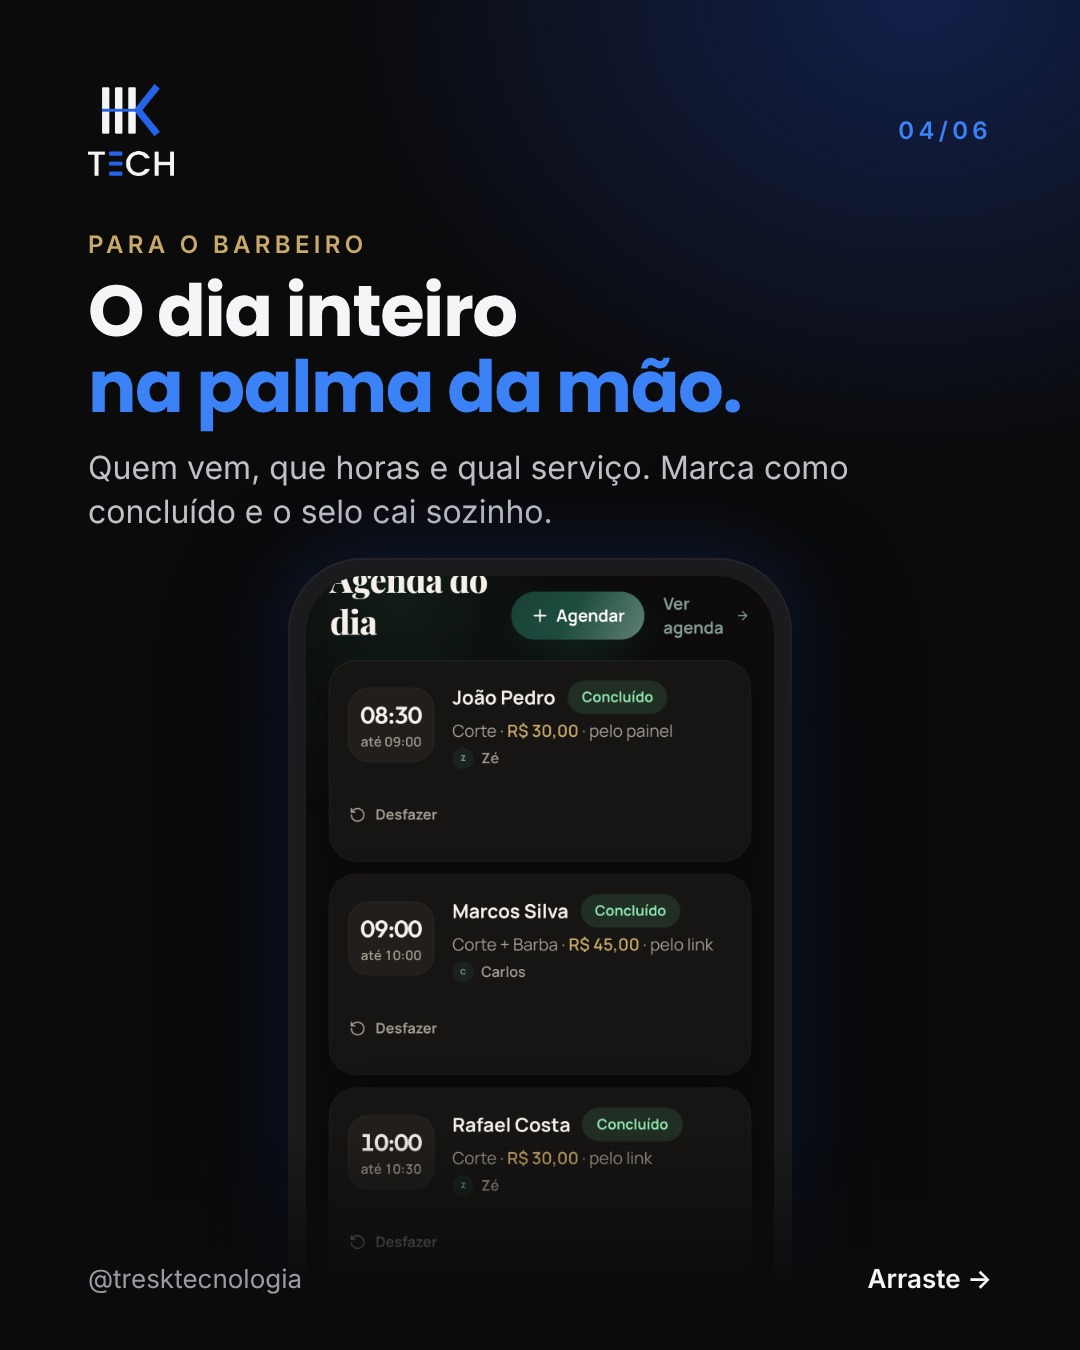 TECH
04/06
PARA O BARBEIRO
O dia inteiro
na palma da mão.
Quem vem, que horas e qual serviço. Marca como
concluído e o selo cai sozinho.
Agenda do
dia
+ Agendar
Ver
agenda →
08:30
até 09:00
João Pedro Concluído
Corte · R$ 30,00 · pelo painel
Z Zé
Desfazer
09:00
até 10:00
Marcos Silva Concluído
Corte + Barba · R$ 45,00 · pelo link
C Carlos
Desfazer
10:00
até 10:30
Rafael Costa Concluído
Corte · R$ 30,00 · pelo link
Z Zé
Desfazer
@tresktecnologia
Arraste →